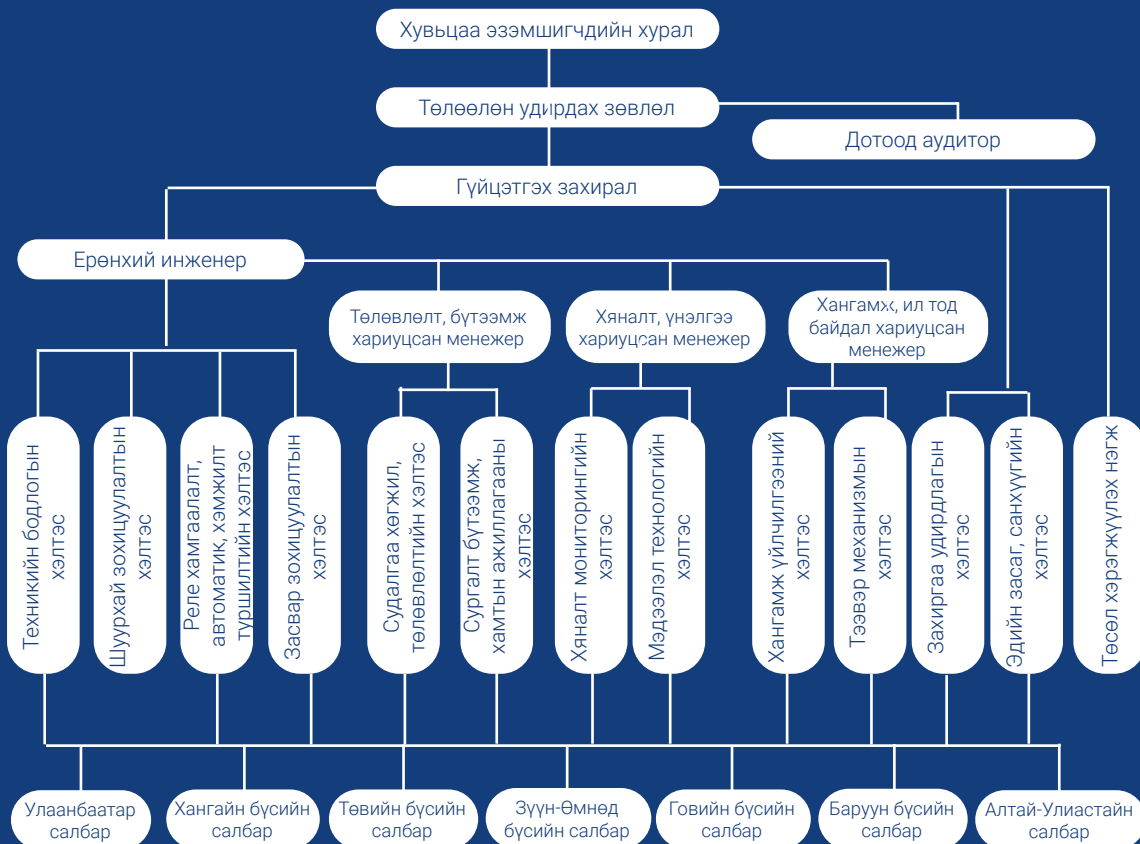 Хувьцаа эзэмшигчдийн хурал
Төлөөлөн удирдах зөвлөл
Дотоод аудитор
Гүйцэтгэх захирал
Ерөнхий инженер
Төлөвлөлт, бүтээмж
хариуцсан менежер
Хяналт, үнэлгээ
хариуцсан менежер
Хангамж, ил тод
байдал хариуцсан
менежер
Техникийн бодлогын
хэлтэс
Шуурхай зохицуулалтын
хэлтэс
Реле хамгаалалт,
автоматик, хэмжилт
туршилтийн хэлтэс
Засвар зохицуулалтын
хэлтэс
Судалгаа хөгжил,
төлөвлөлтийн хэлтэс
Сургалт бүтээмж,
хамтын ажиллагааны
хэлтэс
Хяналт мониторингийн
хэлтэс
Мэдээлэл технологийн
хэлтэс
Хангамж үйлчилгээний
хэлтэс
Тээвэр механизмын
хэлтэс
Захиргаа удирдлагын
хэлтэс
Эдийн засаг, санхүүгийн
хэлтэс
Төсөл хэрэгжүүлэх нэгж
Улаанбаатар
салбар
Хангайн бүсийн
салбар
Төвийн бүсийн
салбар
Зүүн-Өмнөд
бүсийн салбар
Говийн бүсийн
салбар
Баруун бүсийн
салбар
Алтай-Улиастайн
салбар